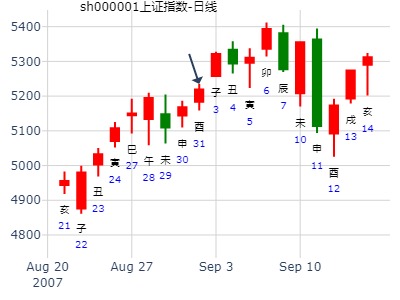 sh000001上证指数-日线
5400
5300
5200
5100
5000
4900
4800
亥
21
子
22
丑
23
寅
24
巳
27
午
28
未
29
申
30
酉
31
子
3
丑
4
寅
5
卯
6
辰
7
未
10
申
11
酉
12
戌
13
亥
14
Aug 20
2007
Aug 27
Sep 3
Sep 10